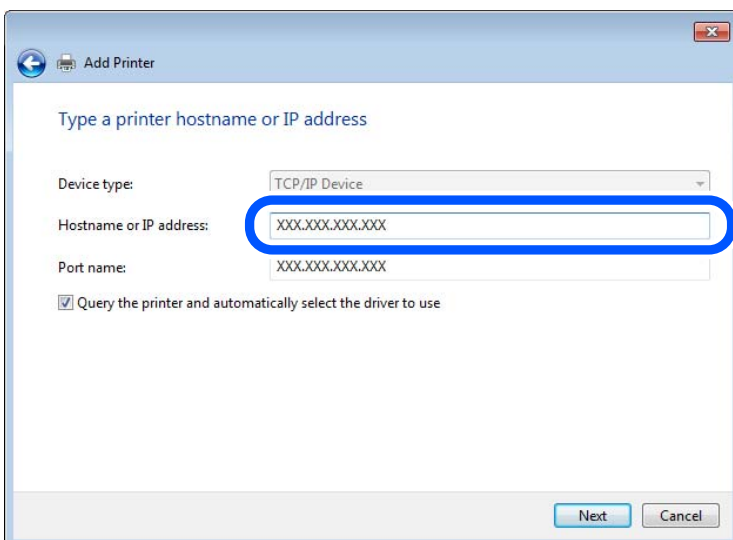 Add Printer
Type a printer hostname or IP address
Device type: TCP/IP Device
Hostname or IP address: XXX.XXX.XXX.XXX
Port name: XXX.XXX.XXX.XXX
Query the printer and automatically select the driver to use
Next Cancel